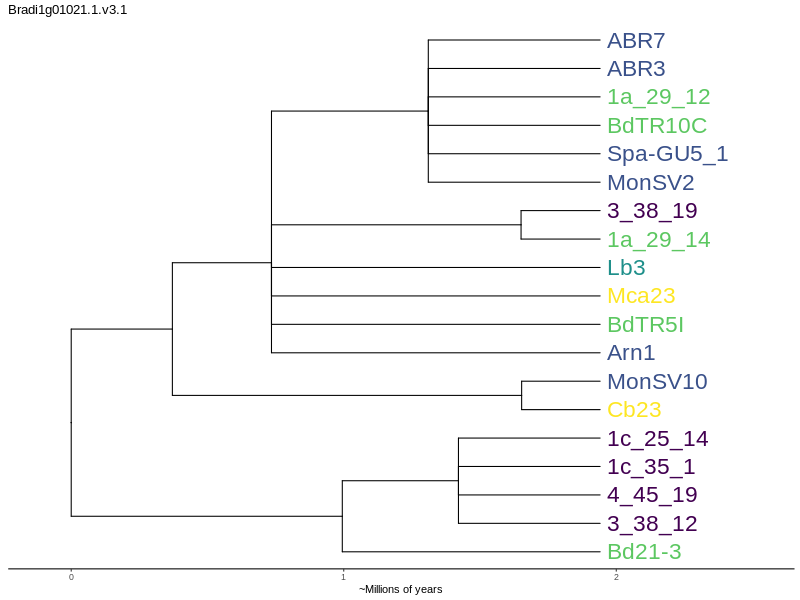 Bradi1g01021.1.v3.1
ABR7
ABR3
1a_29_12
BdTR10C
Spa-GU5_1
MonSV2
3_38_19
1a_29_14
Lb3
Mca23
BdTR5I
Arn1
MonSV10
Cb23
1c_25_14
1c_35_1
4_45_19
3_38_12
Bd21-3
0 1 2
~Millions of years